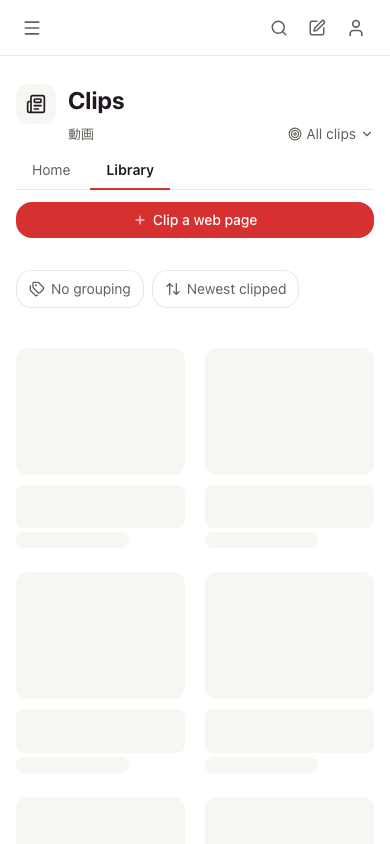 Clips
動画
All clips
Home
Library
Clip a web page
No grouping
Newest clipped